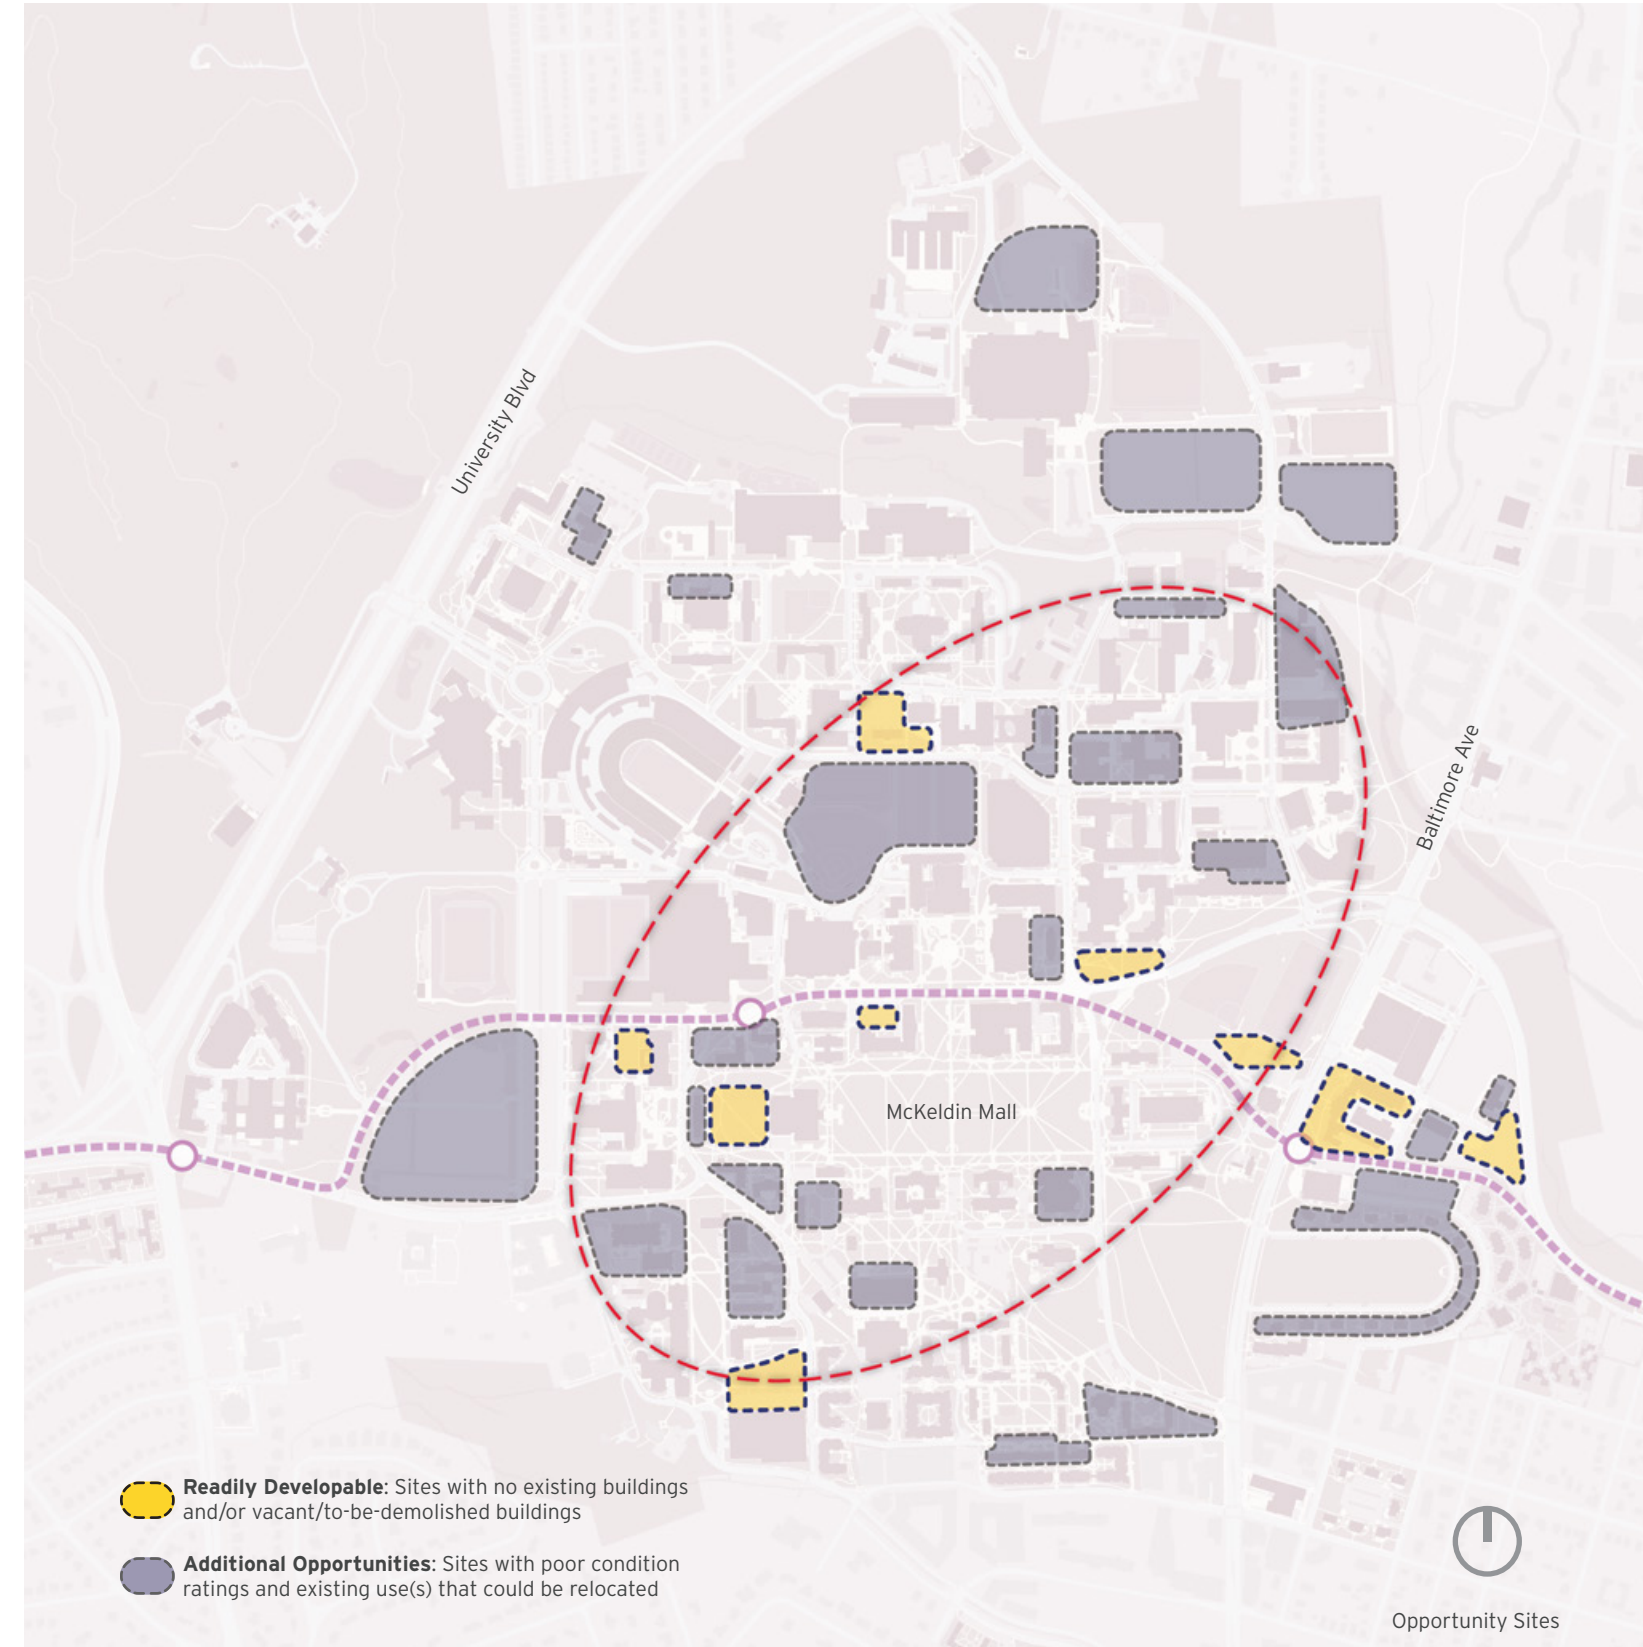 University Blvd
Baltimore Ave
McKeldin Mall
Readily Developable: Sites with no existing buildings
and/or vacant/to-be-demolished buildings
Additional Opportunities: Sites with poor condition
ratings and existing use(s) that could be relocated
Opportunity Sites